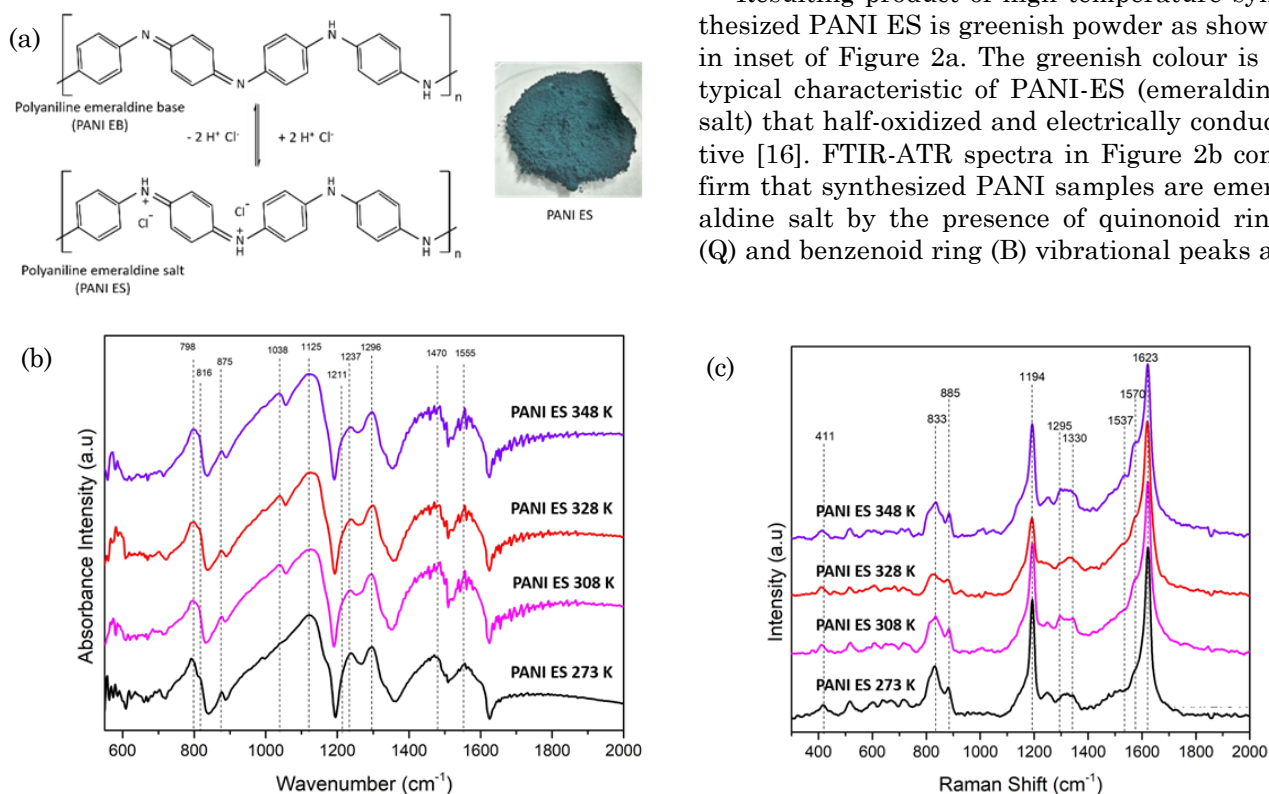 (a)
N
N
H
N
N
H
n
Polyaniline emeraldine base
(PANI EB)
- 2 H+ Cl-
+ 2 H+ Cl-
H
N
+
Cl-
Cl-
N
+
H
H
N
N
H
n
Polyaniline emeraldine salt
(PANI ES)
PANI ES
Resulting product of high temperature syn
thesized PANI ES is greenish powder as show
in inset of Figure 2a. The greenish colour is
typical characteristic of PANI-ES (emeraldin
salt) that half-oxidized and electrically conduc
tive [16]. FTIR-ATR spectra in Figure 2b con
firm that synthesized PANI samples are emer
aldine salt by the presence of quinonoid rin
(Q) and benzenoid ring (B) vibrational peaks a
(b)
798
816
875
1038
1125
1211
1237
1296
1470
1555
PANI ES 348 K
PANI ES 328 K
PANI ES 308 K
PANI ES 273 K
Absorbance Intensity (a.u)
600 800 1000 1200 1400 1600 1800 2000
Wavenumber (cm-1)
(c)
411
833
885
1194
1295
1330
1537
1570
1623
PANI ES 348 K
PANI ES 328 K
PANI ES 308 K
PANI ES 273 K
Intensity (a.u)
400 600 800 1000 1200 1400 1600 1800 2000
Raman Shift (cm-1)